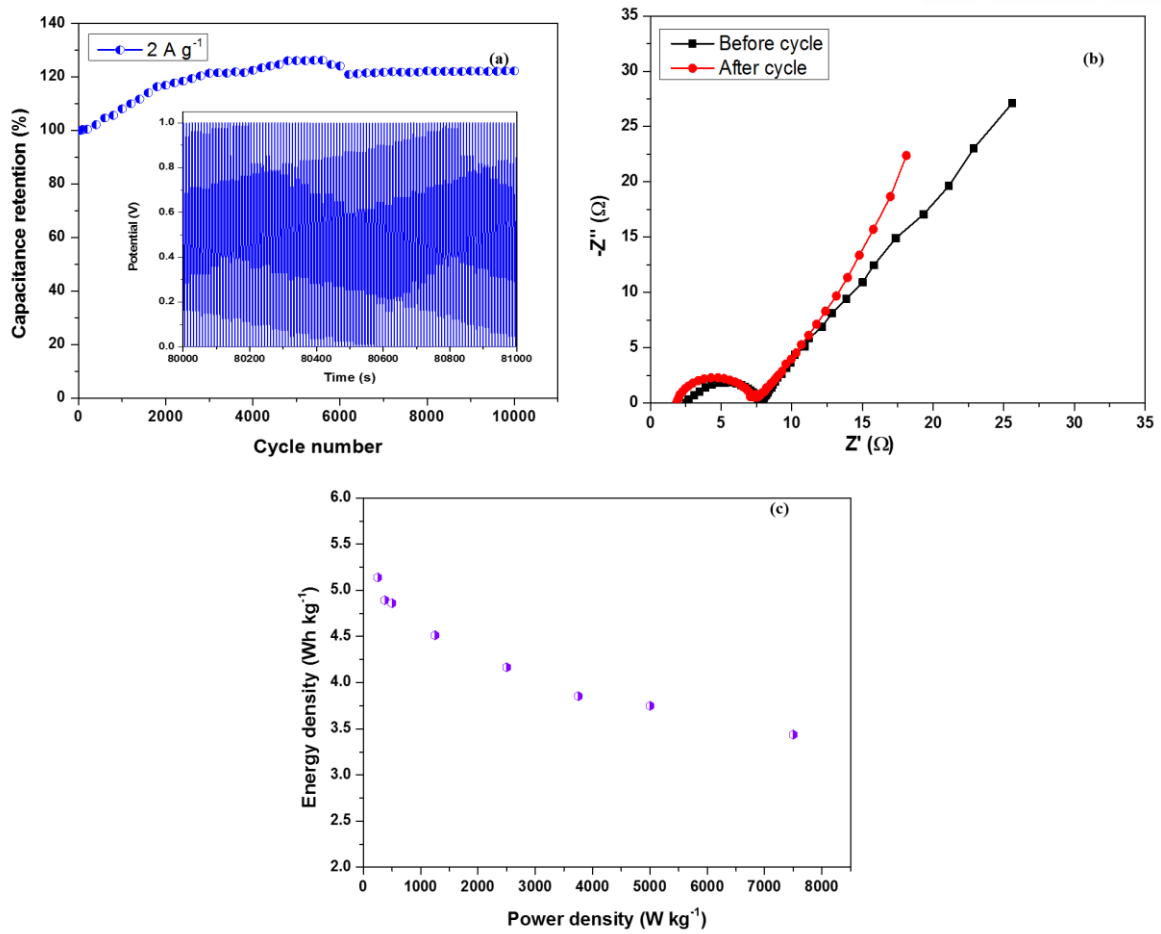 (a)
2 A g⁻¹
Capacitance retention (%)
140
120
100
80
60
40
20
0
Potential (V)
1.0
0.8
0.6
0.4
0.2
0.0
80000 80200 80400 80600 80800 81000
Time (s)
0 2000 4000 6000 8000 10000
Cycle number
(b)
Before cycle
After cycle
-Z'' (Ω)
35
30
25
20
15
10
5
0
0 5 10 15 20 25 30 35
Z' (Ω)
(c)
Energy density (Wh kg⁻¹)
6.0
5.5
5.0
4.5
4.0
3.5
3.0
2.5
2.0
0 1000 2000 3000 4000 5000 6000 7000 8000
Power density (W kg⁻¹)